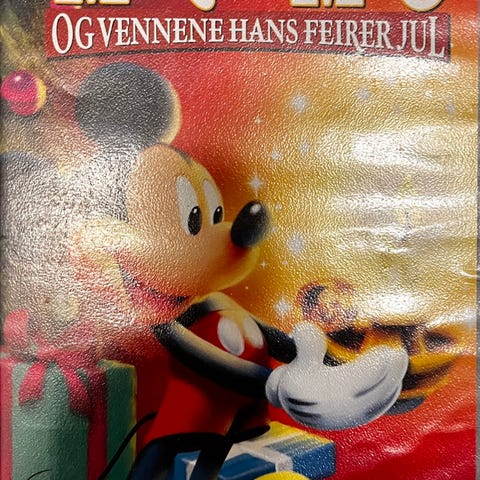 OG VENNENE HANS FEIRER JUL